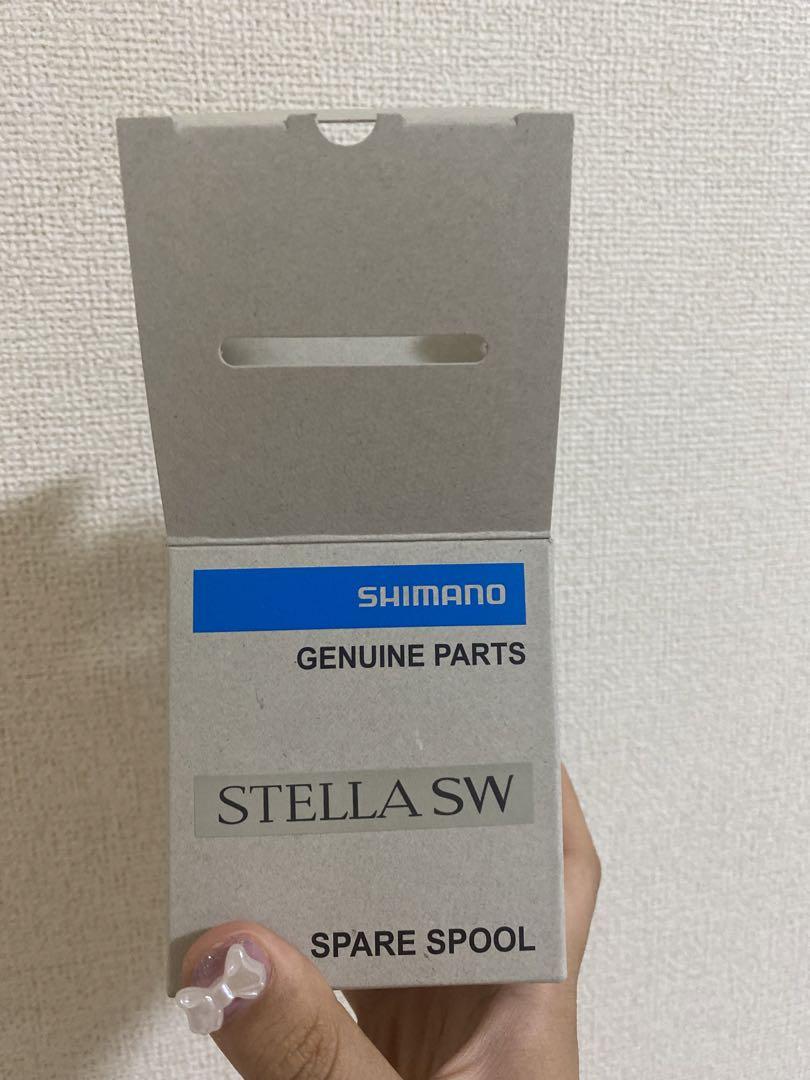 SHIMANO
GENUINE PARTS
STELLA SW
SPARE SPOOL